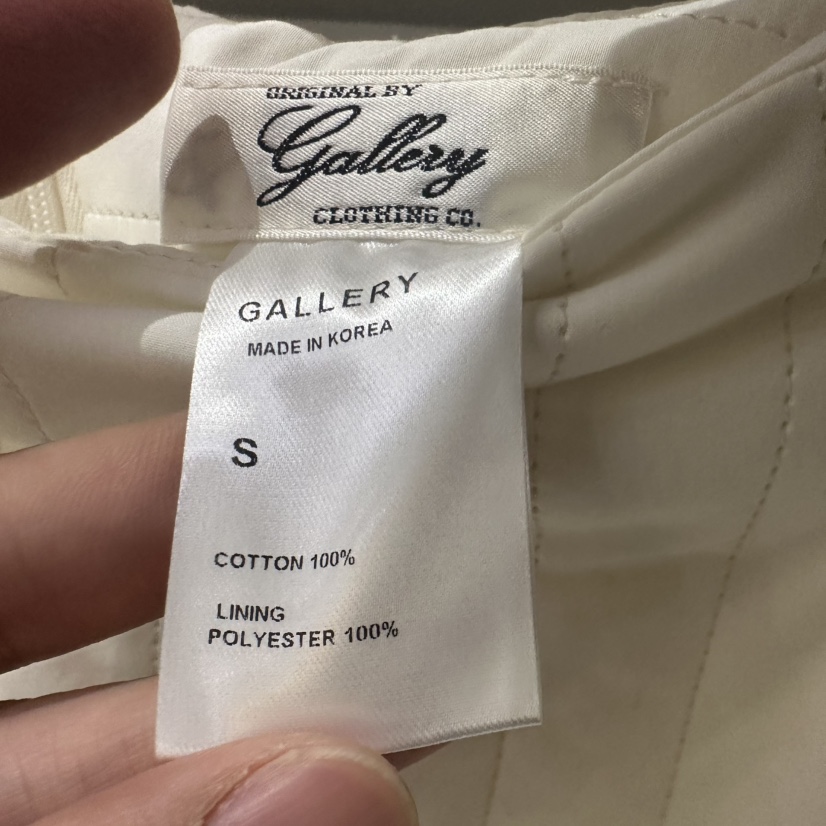 ORIGINAL BY
Gallery
CLOTHING CO.
GALLERY
MADE IN KOREA
S
COTTON 100%
LINING
POLYESTER 100%